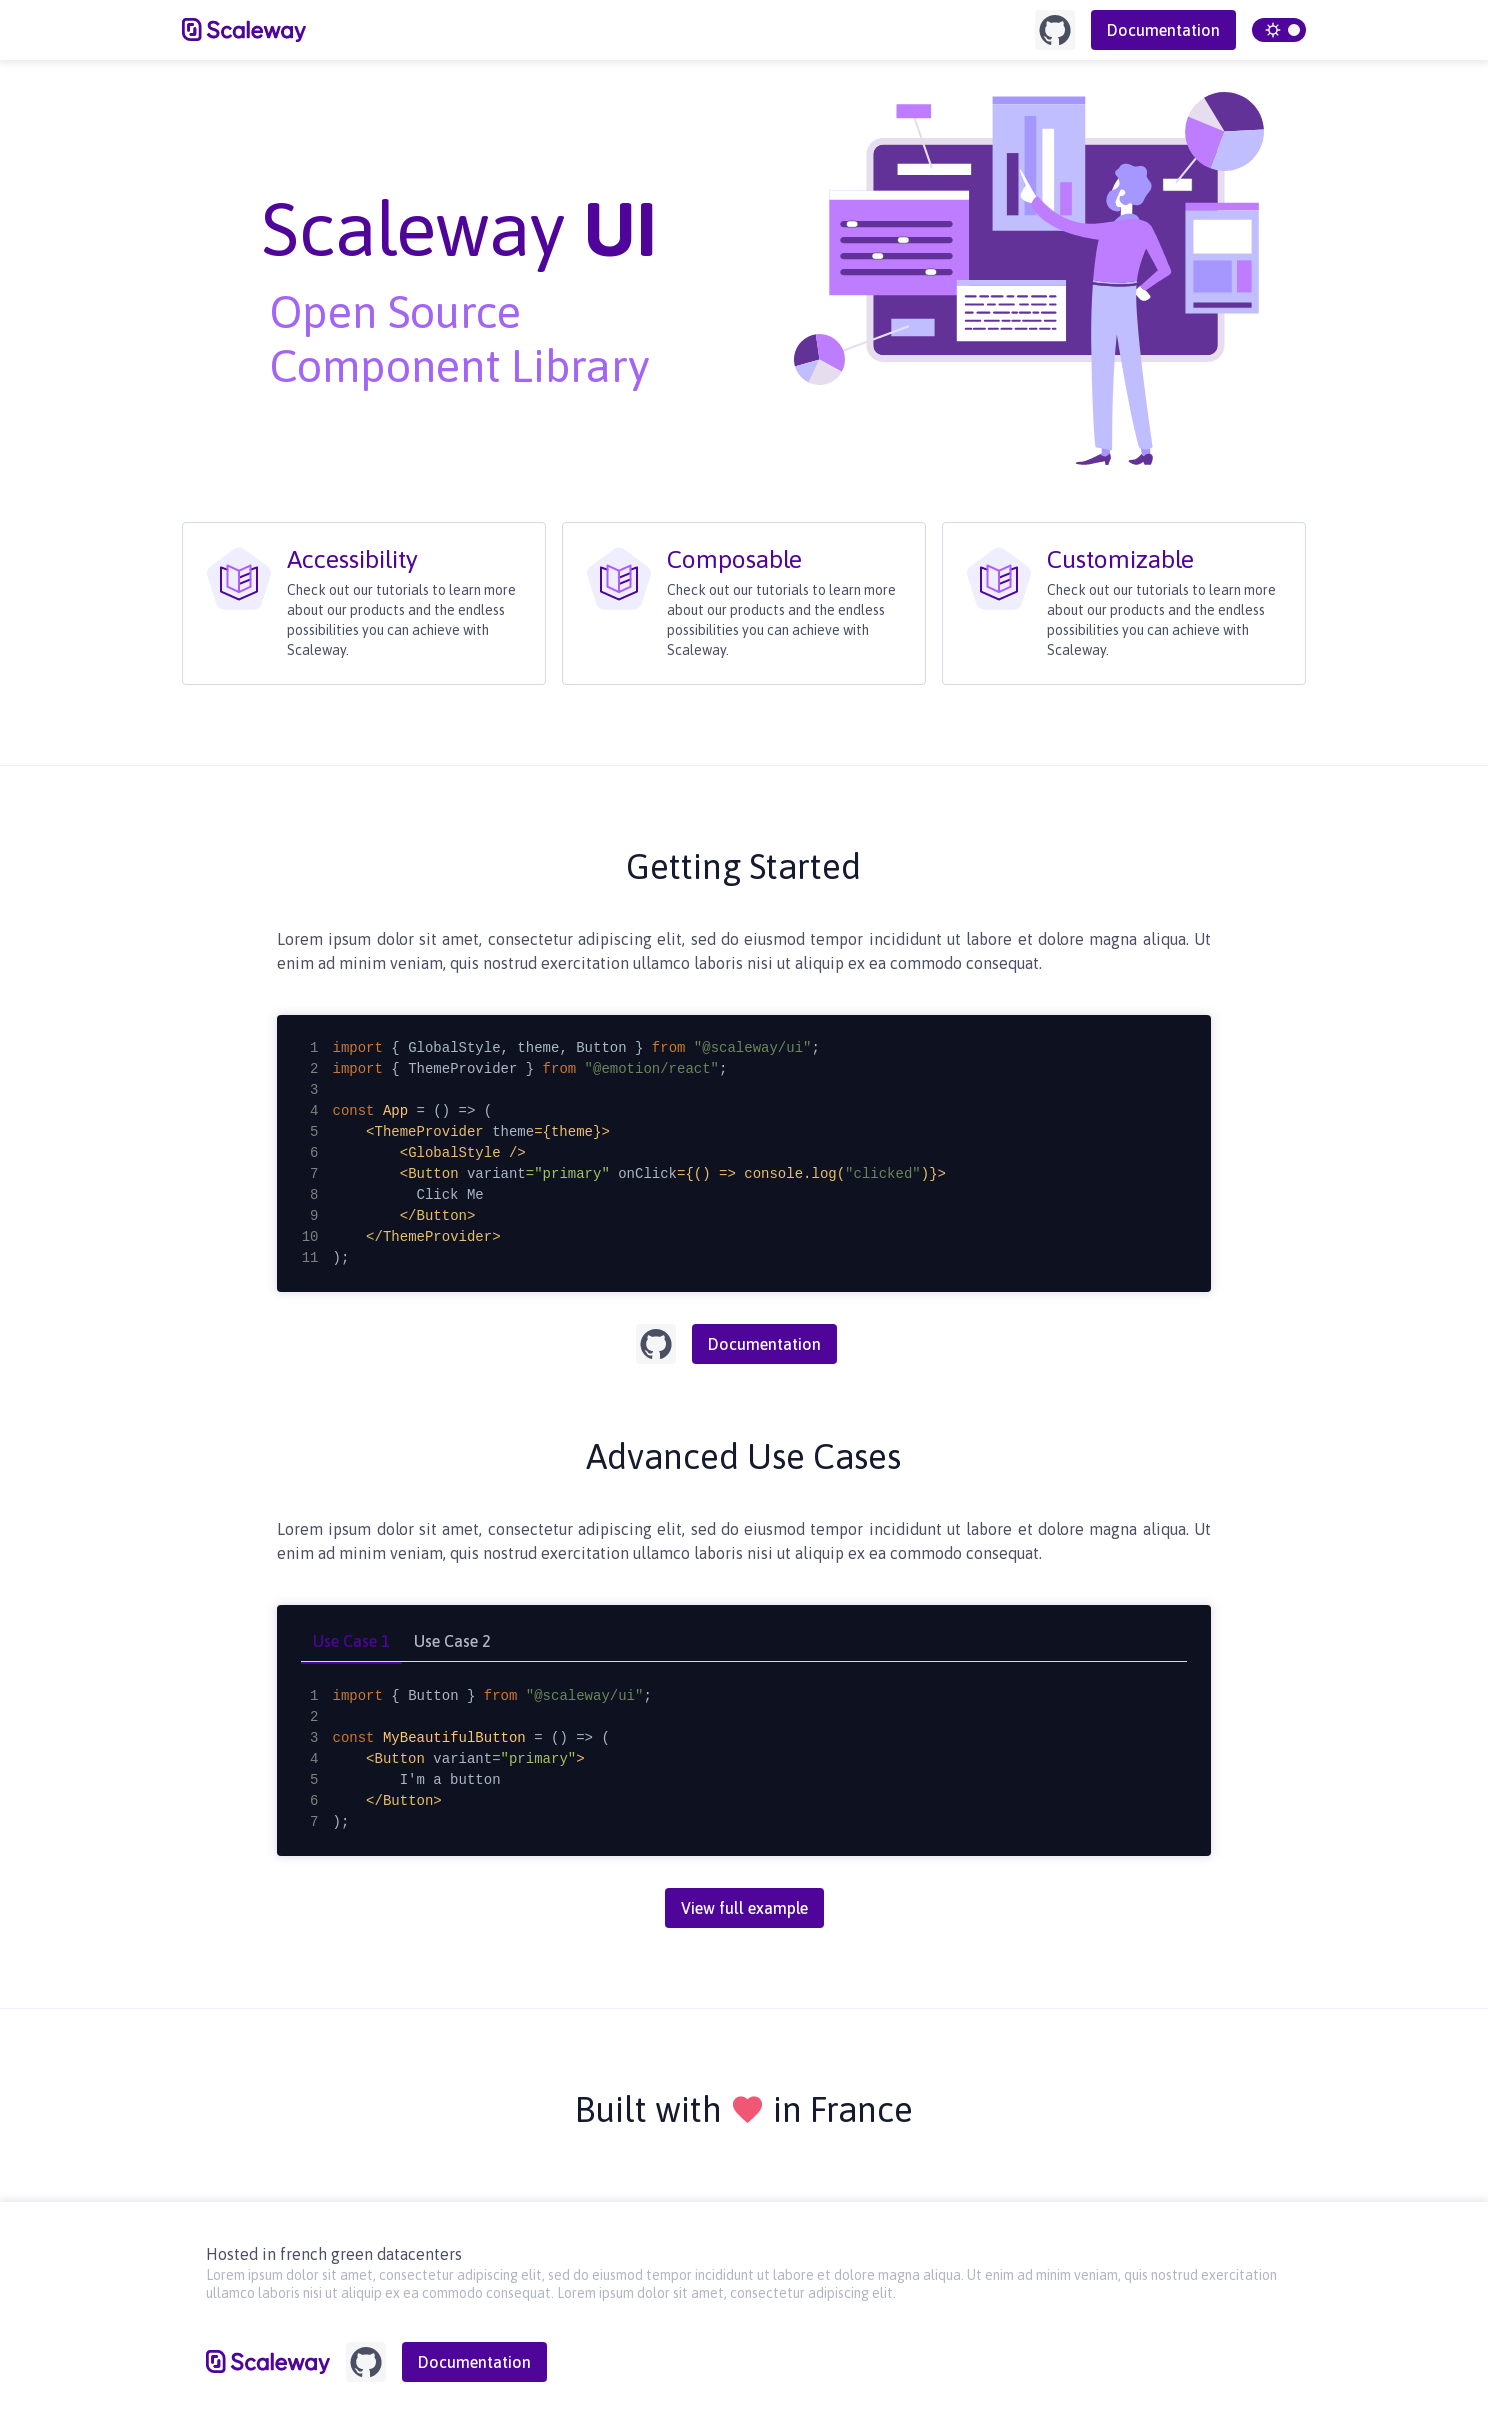 Scaleway
Documentation
Scaleway UI
Open Source
Component Library
Accessibility
Check out our tutorials to learn more
about our products and the endless
possibilities you can achieve with
Scaleway.
Composable
Check out our tutorials to learn more
about our products and the endless
possibilities you can achieve with
Scaleway.
Customizable
Check out our tutorials to learn more
about our products and the endless
possibilities you can achieve with
Scaleway.
Getting Started
Lorem ipsum dolor sit amet, consectetur adipiscing elit, sed do eiusmod tempor incididunt ut labore et dolore magna aliqua. Ut
enim ad minim veniam, quis nostrud exercitation ullamco laboris nisi ut aliquip ex ea commodo consequat.
1 import { GlobalStyle, theme, Button } from "@scaleway/ui";
2 import { ThemeProvider } from "@emotion/react";
3
4 const App = () => (
5     <ThemeProvider theme={theme}>
6         <GlobalStyle />
7         <Button variant="primary" onClick={() => console.log("clicked")}>
8           Click Me
9         </Button>
10     </ThemeProvider>
11 );
Documentation
Advanced Use Cases
Lorem ipsum dolor sit amet, consectetur adipiscing elit, sed do eiusmod tempor incididunt ut labore et dolore magna aliqua. Ut
enim ad minim veniam, quis nostrud exercitation ullamco laboris nisi ut aliquip ex ea commodo consequat.
Use Case 1 Use Case 2
1 import { Button } from "@scaleway/ui";
2
3 const MyBeautifulButton = () => (
4     <Button variant="primary">
5         I'm a button
6     </Button>
7 );
View full example
Built with in France
Hosted in french green datacenters
Lorem ipsum dolor sit amet, consectetur adipiscing elit, sed do eiusmod tempor incididunt ut labore et dolore magna aliqua. Ut enim ad minim veniam, quis nostrud exercitation
ullamco laboris nisi ut aliquip ex ea commodo consequat. Lorem ipsum dolor sit amet, consectetur adipiscing elit.
Scaleway
Documentation